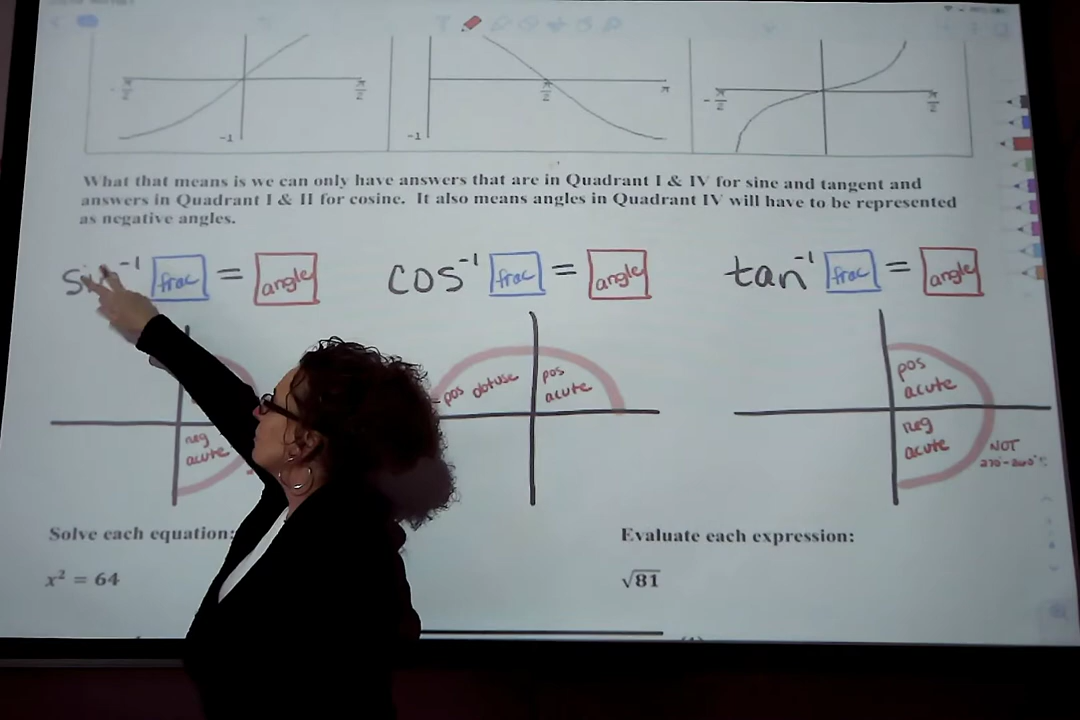 -π/2 π/2 -1
π/2 π -1
-π/2 π/2
What that means is we can only have answers that are in Quadrant I & IV for sine and tangent and
answers in Quadrant I & II for cosine. It also means angles in Quadrant IV will have to be represented
as negative angles.
-1 frac = angle
cos -1 frac = angle
tan -1 frac = angle
neg
acute
pos obtuse
pos
acute
pos
acute
neg
acute
NOT
Solve each equation:
x² = 64
Evaluate each expression:
√81